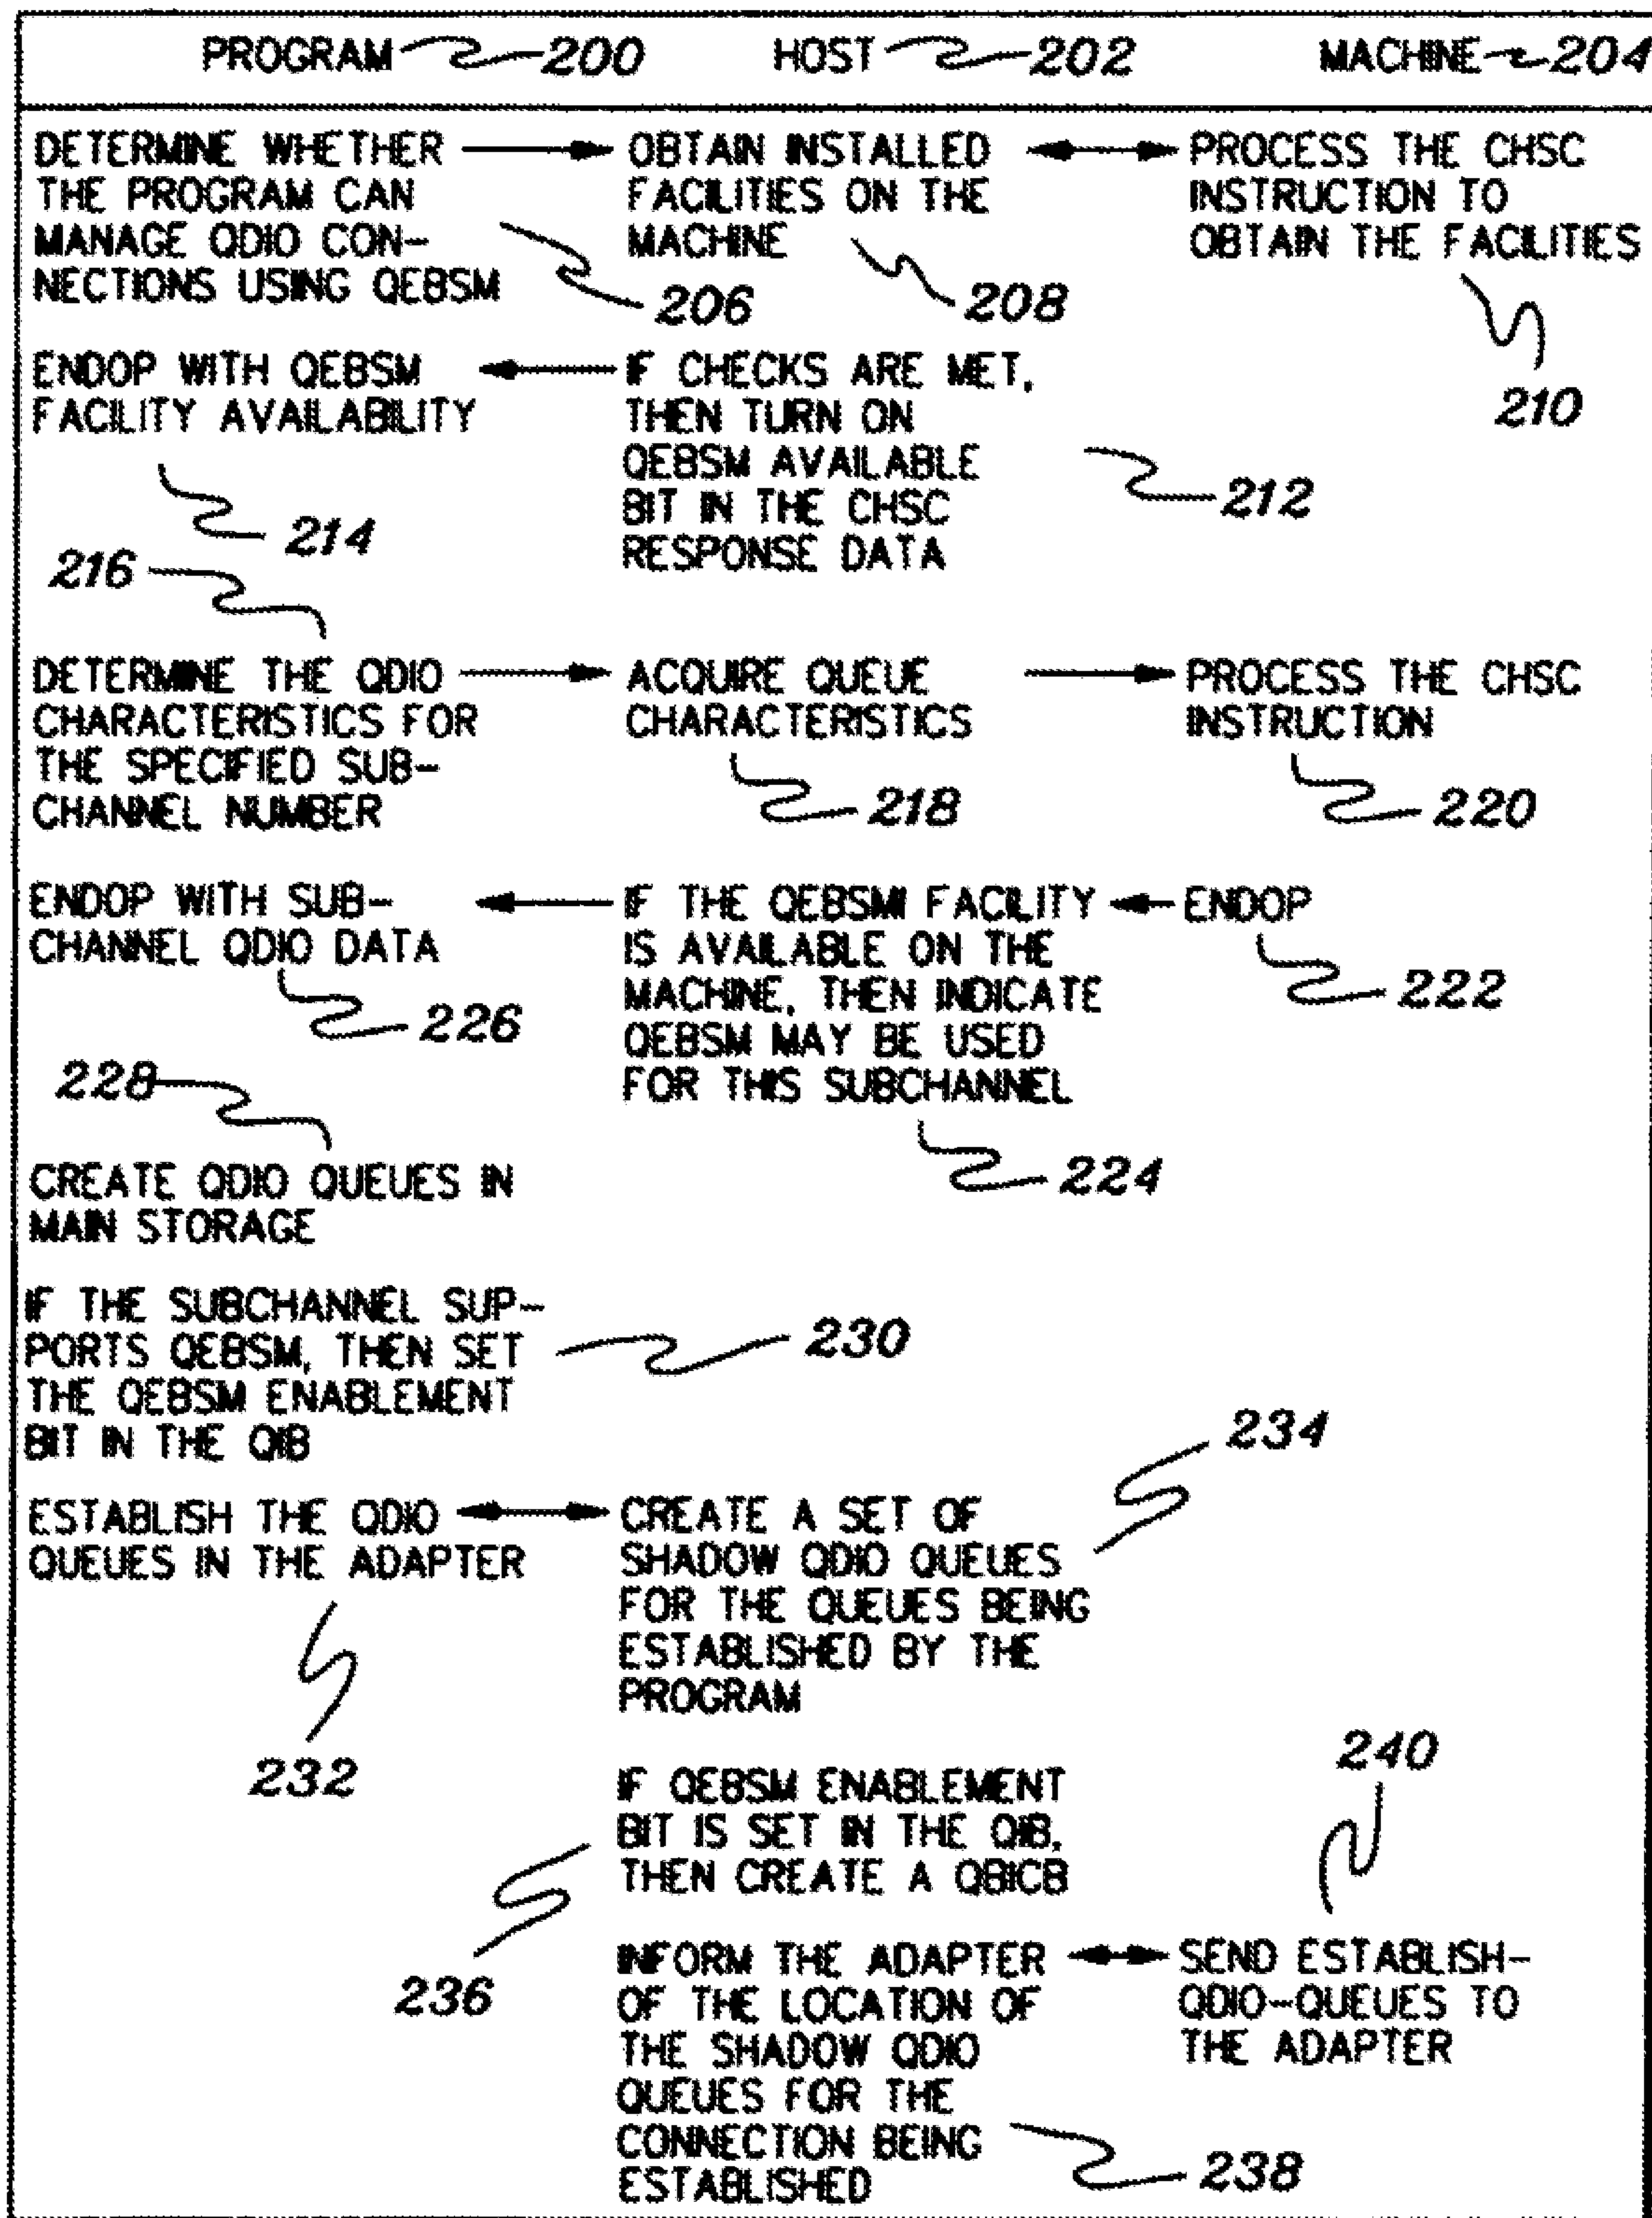 PROGRAM 200 HOST 202 MACHINE 204
DETERMINE WHETHER
THE PROGRAM CAN
MANAGE QDIO CON-
NECTIONS USING QEBSM
206
OBTAIN INSTALLED
FACILITIES ON THE
MACHINE
208
PROCESS THE CHSC
INSTRUCTION TO
OBTAIN THE FACILITIES
210
ENDOP WITH QEBSM
FACILITY AVAILABILITY
214
IF CHECKS ARE MET,
THEN TURN ON
QEBSM AVAILABLE
BIT IN THE CHSC
RESPONSE DATA
212
216
DETERMINE THE QDIO
CHARACTERISTICS FOR
THE SPECIFIED SUB-
CHANNEL NUMBER
ACQUIRE QUEUE
CHARACTERISTICS
218
PROCESS THE CHSC
INSTRUCTION
220
ENDOP WITH SUB-
CHANNEL QDIO DATA
226
IF THE QEBSMI FACILITY
IS AVAILABLE ON THE
MACHINE, THEN INDICATE
QEBSM MAY BE USED
FOR THIS SUBCHANNEL
224
ENDOP
222
228
CREATE QDIO QUEUES IN
MAIN STORAGE
IF THE SUBCHANNEL SUP-
PORTS QEBSM, THEN SET
THE QEBSM ENABLEMENT
BIT IN THE QIB
230
ESTABLISH THE QDIO
QUEUES IN THE ADAPTER
232
234
CREATE A SET OF
SHADOW QDIO QUEUES
FOR THE QUEUES BEING
ESTABLISHED BY THE
PROGRAM
IF QEBSM ENABLEMENT
BIT IS SET IN THE QIB,
THEN CREATE A QBICB
236
INFORM THE ADAPTER
OF THE LOCATION OF
THE SHADOW QDIO
QUEUES FOR THE
CONNECTION BEING
ESTABLISHED
238
240
SEND ESTABLISH-
QDIO-QUEUES TO
THE ADAPTER